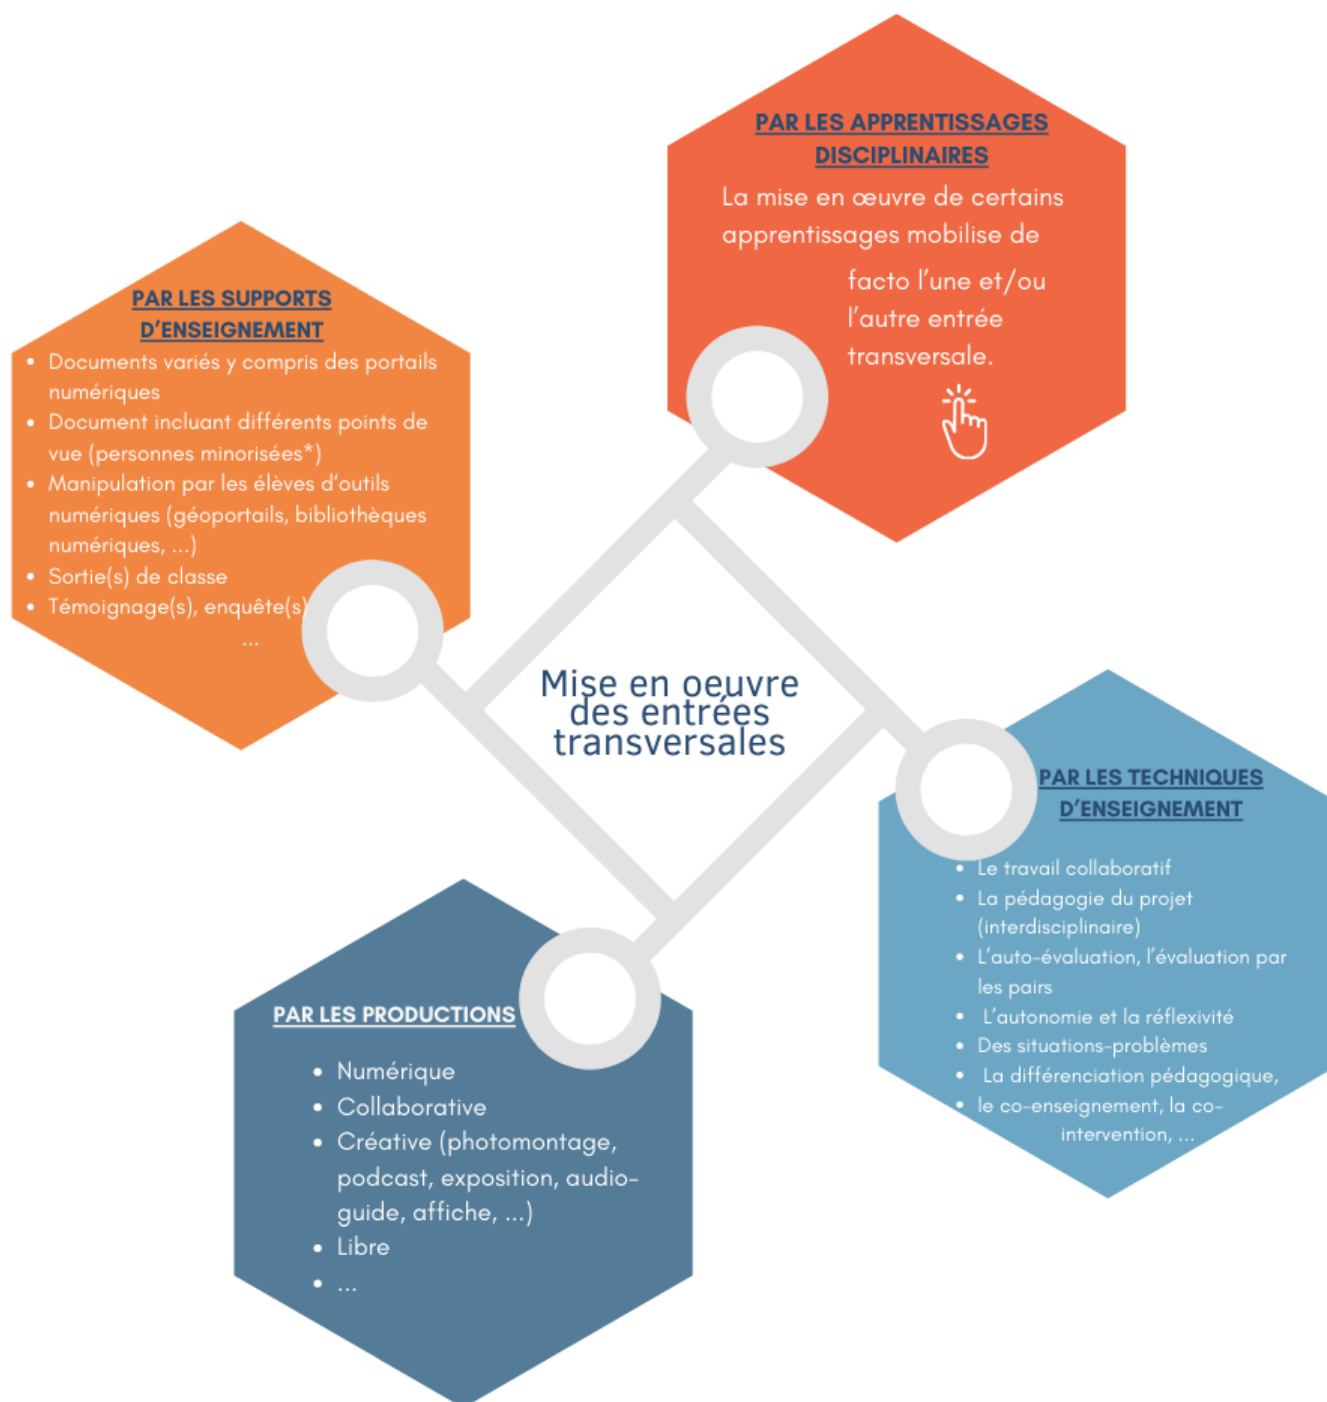 PAR LES APPRENTISSAGES
DISCIPLINAIRES
La mise en œuvre de certains
apprentissages mobilise de
facto l'une et/ou
l'autre entrée
transversale.
PAR LES SUPPORTS
D'ENSEIGNEMENT
• Documents variés y compris des portails
numériques
• Document incluant différents points de
vue (personnes minorisées*)
• Manipulation par les élèves d'outils
numériques (géoportails, bibliothèques
numériques, ...)
• Sortie(s) de classe
• Témoignage(s), enquête(s)
...
Mise en oeuvre
des entrées
transversales
PAR LES TECHNIQUES
D'ENSEIGNEMENT
• Le travail collaboratif
• La pédagogie du projet
(interdisciplinaire)
• L'auto-évaluation, l'évaluation par
les pairs
• L'autonomie et la réflexivité
• Des situations-problèmes
• La différenciation pédagogique,
• le co-enseignement, la co-
intervention, ...
PAR LES PRODUCTIONS
• Numérique
• Collaborative
• Créative (photomontage,
podcast, exposition, audio-
guide, affiche, ...)
• Libre
• ...